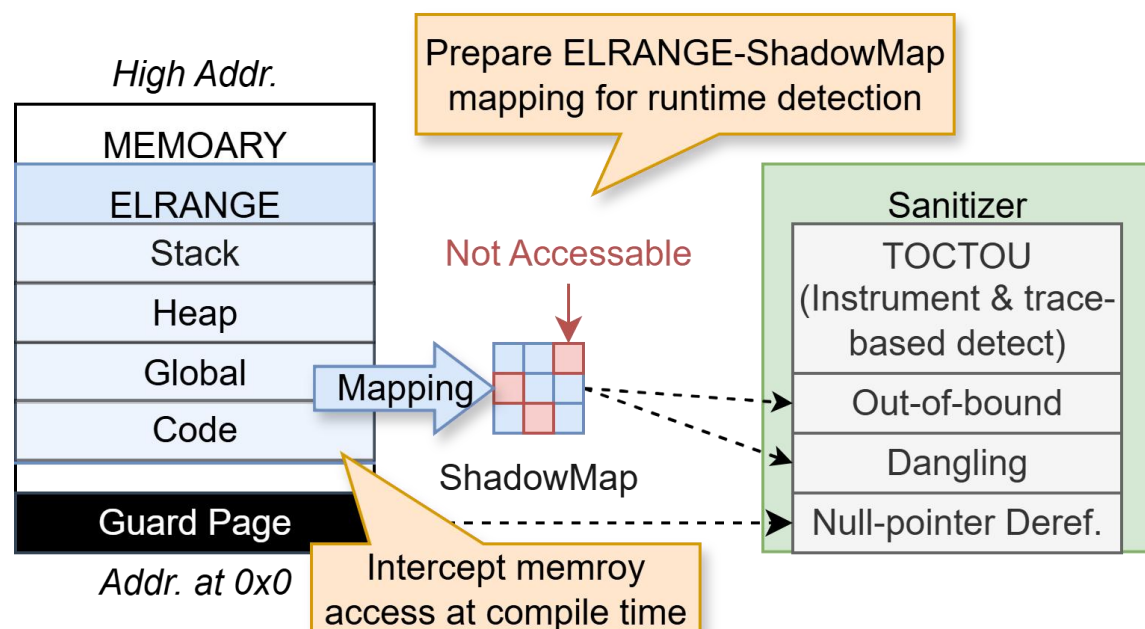 Prepare ELRANGE-ShadowMap
mapping for runtime detection
High Addr.
MEMOARY
ELRANGE
Stack
Heap
Global
Code
Guard Page
Addr. at 0x0
Mapping
Not Accessable
ShadowMap
Intercept memroy
access at compile time
Sanitizer
TOCTOU
(Instrument & trace-
based detect)
Out-of-bound
Dangling
Null-pointer Deref.